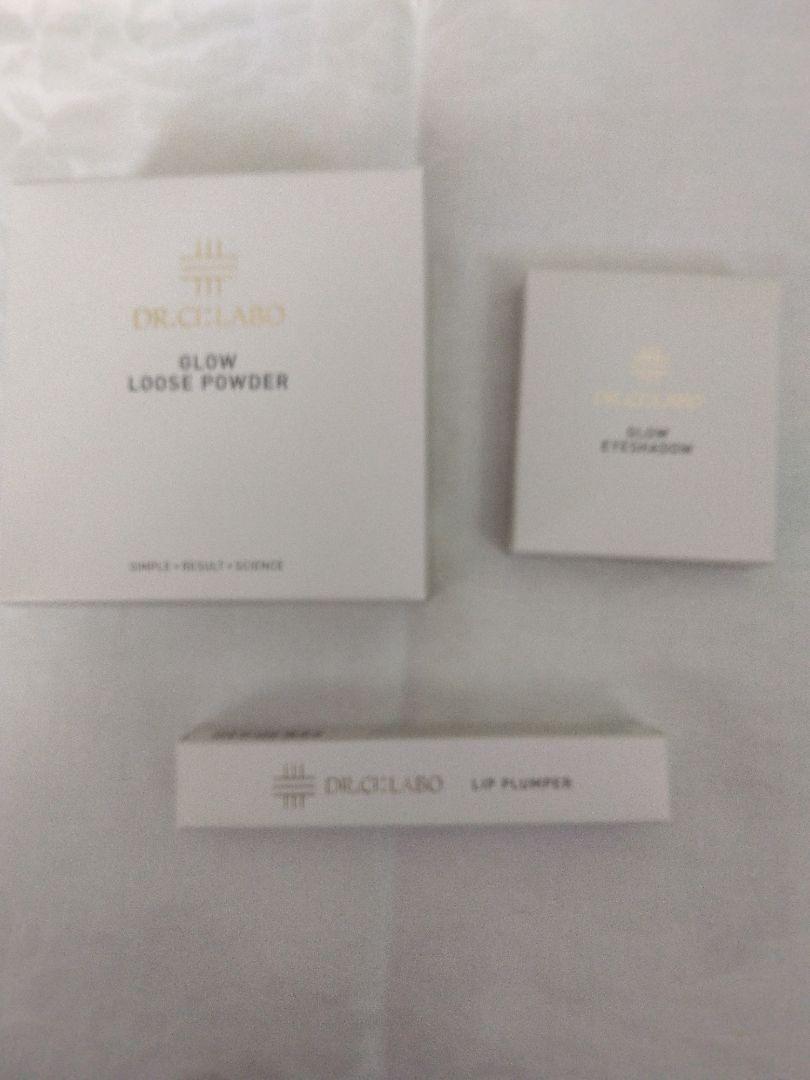 DR.CI:LABO
GLOW
LOOSE POWDER
SIMPLE • RESULT • SCIENCE
DR.CI:LABO
GLOW
EYESHADOW
DR.CI:LABO LIP PLUMPER